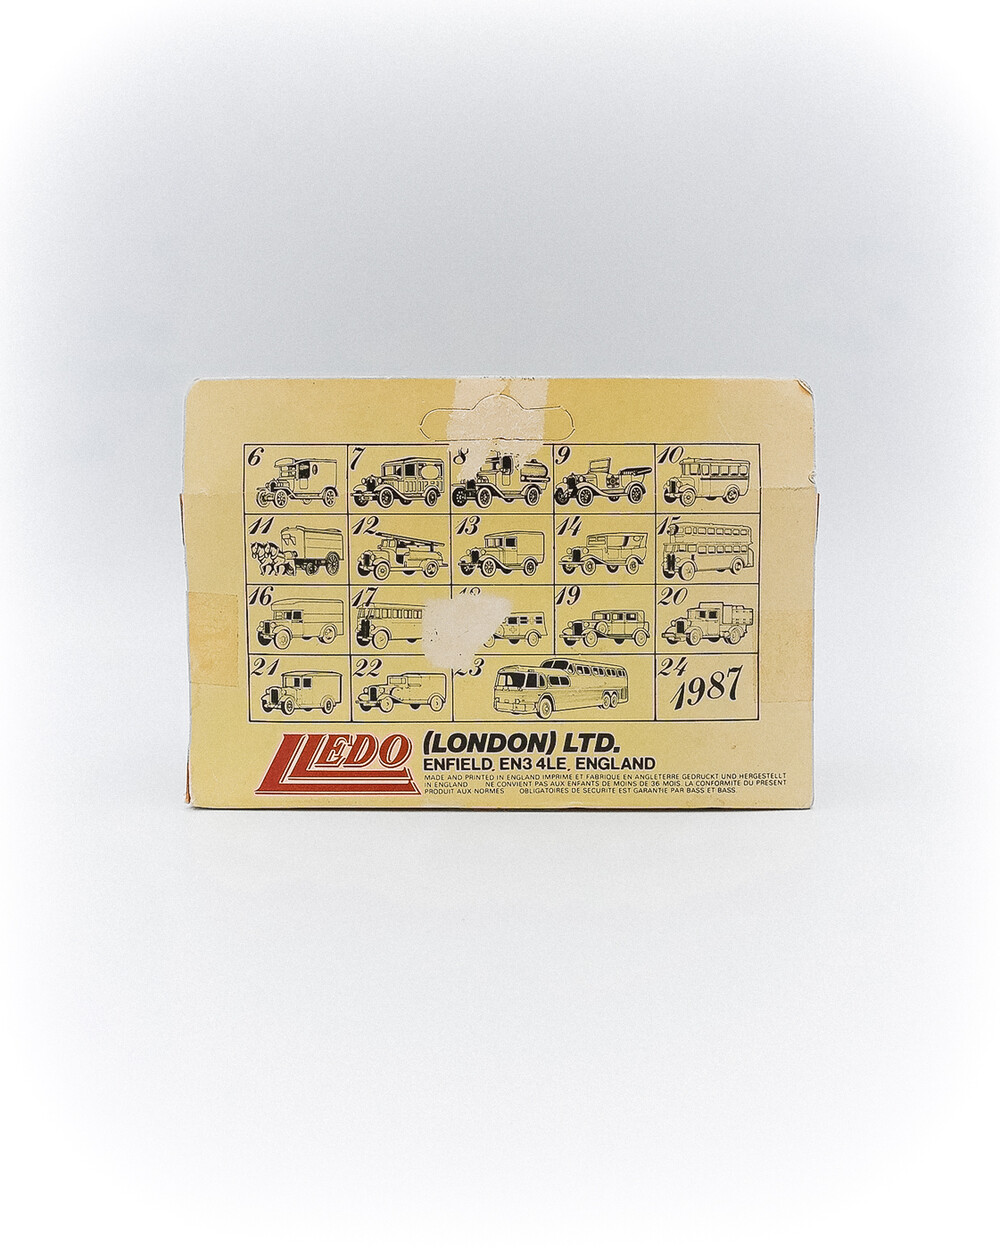 6 7 8 9 10
11 12 13 14 15
16 17 18 19 20
21 22 23 24 1987
LLEDO (LONDON) LTD.
ENFIELD, EN3 4LE, ENGLAND
MADE AND PRINTED IN ENGLAND IMPRIME ET FABRIQUE EN ANGLETERRE GEDRUCKT UND HERGESTELLT
IN ENGLAND NE CONVIENT PAS AUX ENFANTS DE MOINS DE 36 MOIS. LA CONFORMITE DU PRESENT
PRODUIT AUX NORMES OBLIGATOIRES DE SECURITE EST GARANTIE PAR BASS ET BASS.